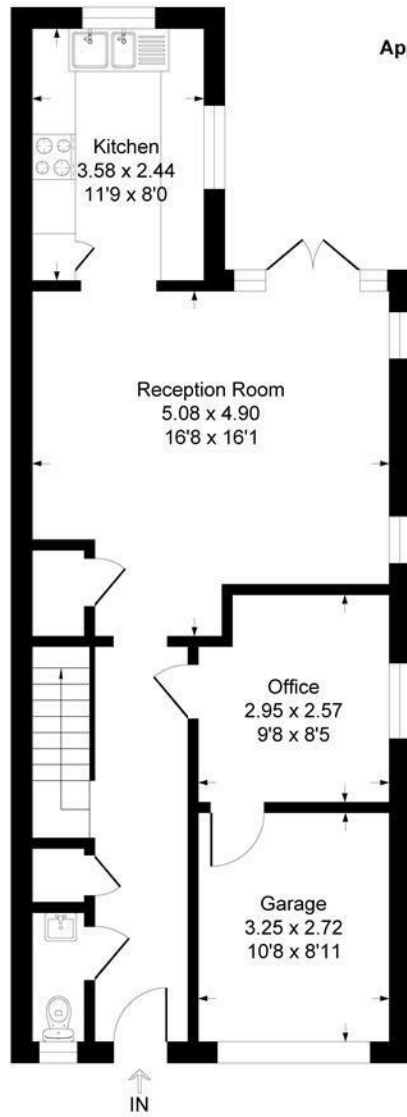 Ap
Kitchen
3.58 x 2.44
11'9 x 8'0
Reception Room
5.08 x 4.90
16'8 x 16'1
Office
2.95 x 2.57
9'8 x 8'5
Garage
3.25 x 2.72
10'8 x 8'11
IN